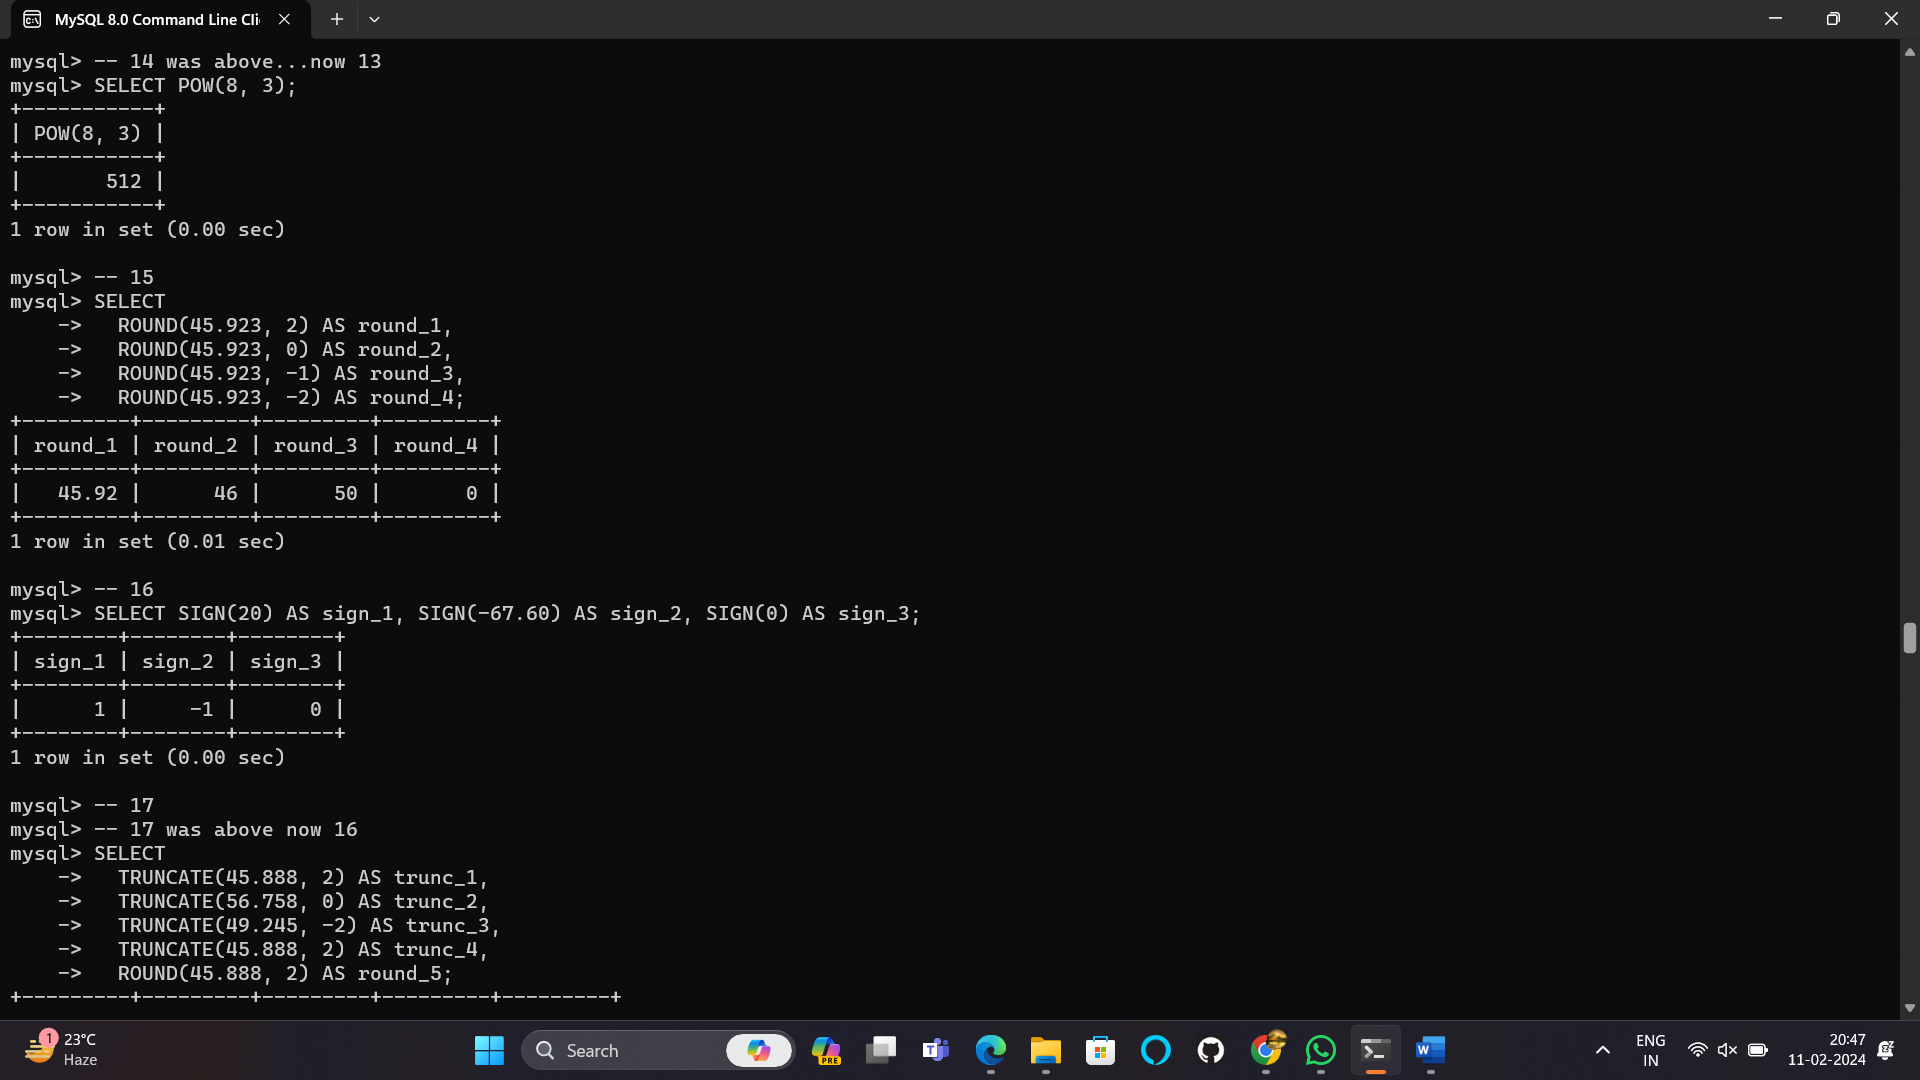 MySQL 8.0 Command Line Cli
mysql> -- 14 was above...now 13
mysql> SELECT POW(8, 3);
+-----------+
| POW(8, 3) |
+-----------+
|       512 |
+-----------+
1 row in set (0.00 sec)
mysql> -- 15
mysql> SELECT
    ->   ROUND(45.923, 2) AS round_1,
    ->   ROUND(45.923, 0) AS round_2,
    ->   ROUND(45.923, -1) AS round_3,
    ->   ROUND(45.923, -2) AS round_4;
+---------+---------+---------+---------+
| round_1 | round_2 | round_3 | round_4 |
+---------+---------+---------+---------+
|   45.92 |      46 |      50 |       0 |
+---------+---------+---------+---------+
1 row in set (0.01 sec)
mysql> -- 16
mysql> SELECT SIGN(20) AS sign_1, SIGN(-67.60) AS sign_2, SIGN(0) AS sign_3;
+--------+--------+--------+
| sign_1 | sign_2 | sign_3 |
+--------+--------+--------+
|      1 |     -1 |      0 |
+--------+--------+--------+
1 row in set (0.00 sec)
mysql> -- 17
mysql> -- 17 was above now 16
mysql> SELECT
    ->   TRUNCATE(45.888, 2) AS trunc_1,
    ->   TRUNCATE(56.758, 0) AS trunc_2,
    ->   TRUNCATE(49.245, -2) AS trunc_3,
    ->   TRUNCATE(45.888, 2) AS trunc_4,
    ->   ROUND(45.888, 2) AS round_5;
+---------+---------+---------+---------+---------+
1
23°C
Haze
Search
PRE
ENG
IN
20:47
11-02-2024